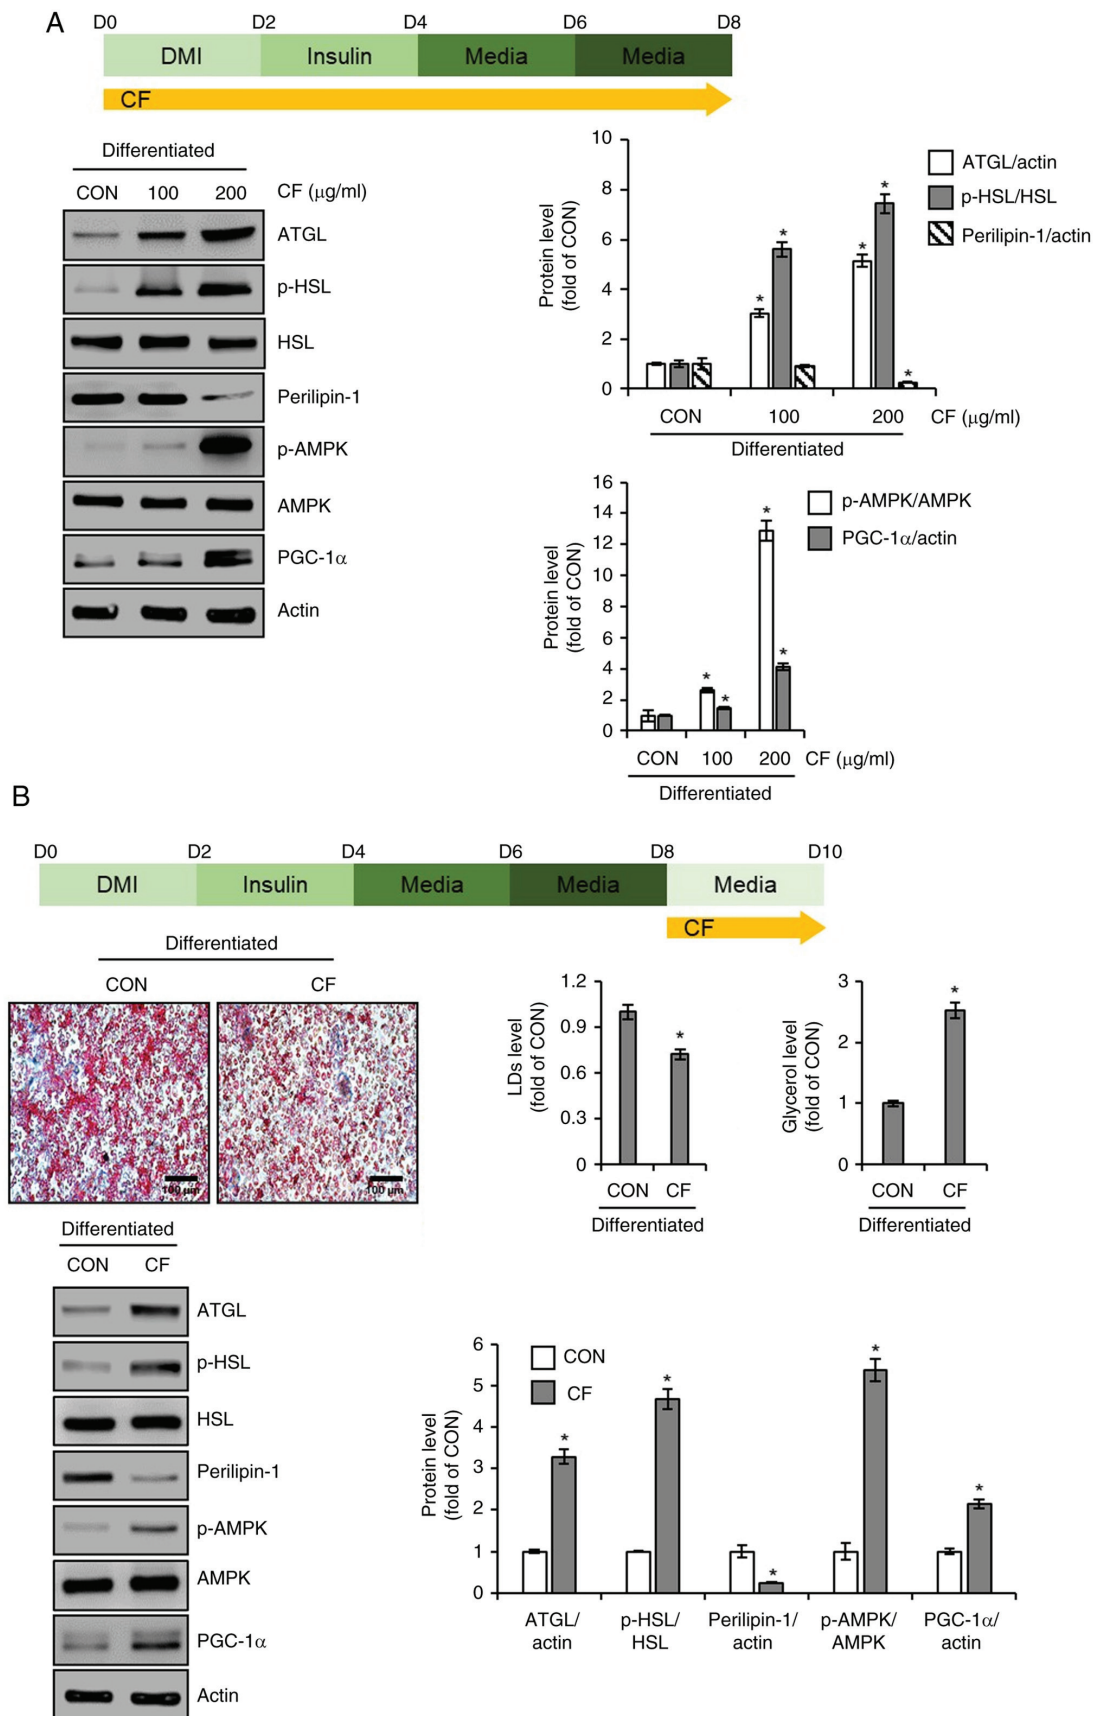 A
D0 D2 D4 D6 D8
DMI Insulin Media Media
CF
Differentiated
CON 100 200 CF (μg/ml)
ATGL
p-HSL
HSL
Perilipin-1
p-AMPK
AMPK
PGC-1α
Actin
Protein level
(fold of CON)
10
8
6
4
2
0
* * * * *
ATGL/actin
p-HSL/HSL
Perilipin-1/actin
CON 100 200 CF (μg/ml)
Differentiated
Protein level
(fold of CON)
16
14
12
10
8
6
4
2
0
* * * *
p-AMPK/AMPK
PGC-1α/actin
CON 100 200 CF (μg/ml)
Differentiated
B
D0 D2 D4 D6 D8 D10
DMI Insulin Media Media Media
CF
Differentiated
CON CF
100 μm 100 μm
LDs level
(fold of CON)
1.2
0.9
0.6
0.3
0
*
CON CF
Differentiated
Glycerol level
(fold of CON)
3
2
1
0
*
CON CF
Differentiated
Differentiated
CON CF
ATGL
p-HSL
HSL
Perilipin-1
p-AMPK
AMPK
PGC-1α
Actin
Protein level
(fold of CON)
6
5
4
3
2
1
0
CON
CF
* * * * *
ATGL/ p-HSL/ Perilipin-1/ p-AMPK/ PGC-1α/
actin HSL actin AMPK actin